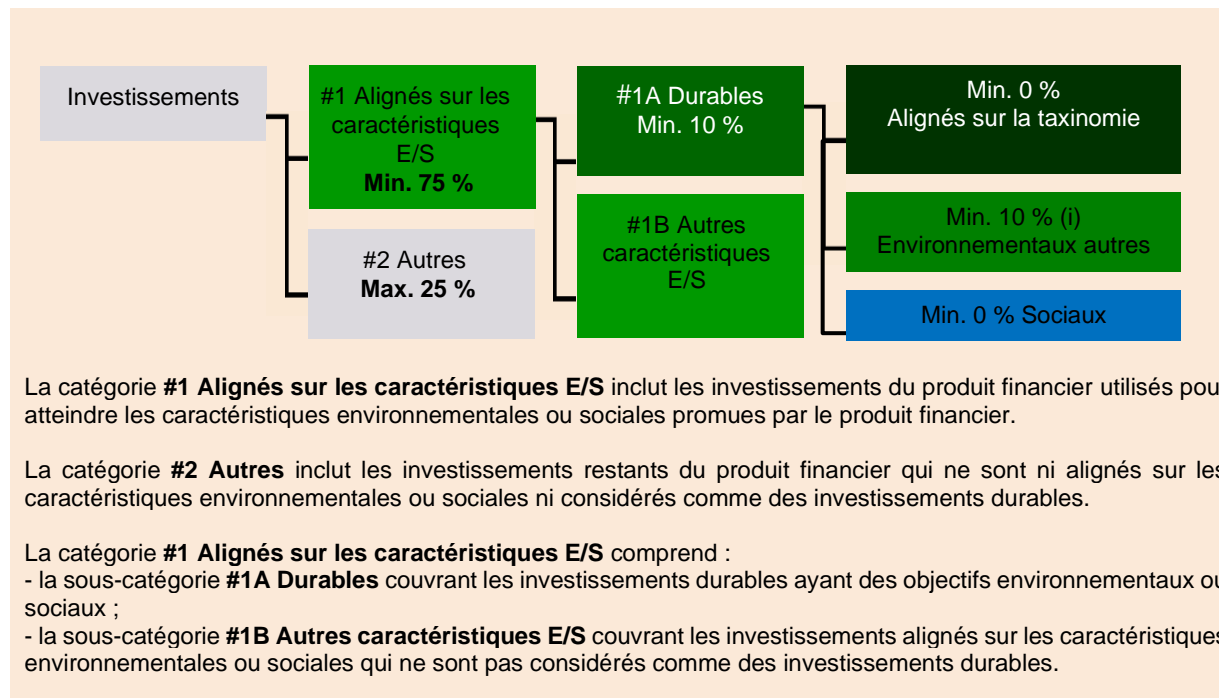 Investissements
#1 Alignés sur les
caractéristiques
E/S
Min. 75 %
#2 Autres
Max. 25 %
#1A Durables
Min. 10 %
#1B Autres
caractéristiques
E/S
Min. 0 %
Alignés sur la taxinomie
Min. 10 % (i)
Environnementaux autres
Min. 0 % Sociaux
La catégorie #1 Alignés sur les caractéristiques E/S inclut les investissements du produit financier utilisés pou
atteindre les caractéristiques environnementales ou sociales promues par le produit financier.
La catégorie #2 Autres inclut les investissements restants du produit financier qui ne sont ni alignés sur les
caractéristiques environnementales ou sociales ni considérés comme des investissements durables.
La catégorie #1 Alignés sur les caractéristiques E/S comprend :
- la sous-catégorie #1A Durables couvrant les investissements durables ayant des objectifs environnementaux ou
sociaux ;
- la sous-catégorie #1B Autres caractéristiques E/S couvrant les investissements alignés sur les caractéristiques
environnementales ou sociales qui ne sont pas considérés comme des investissements durables.